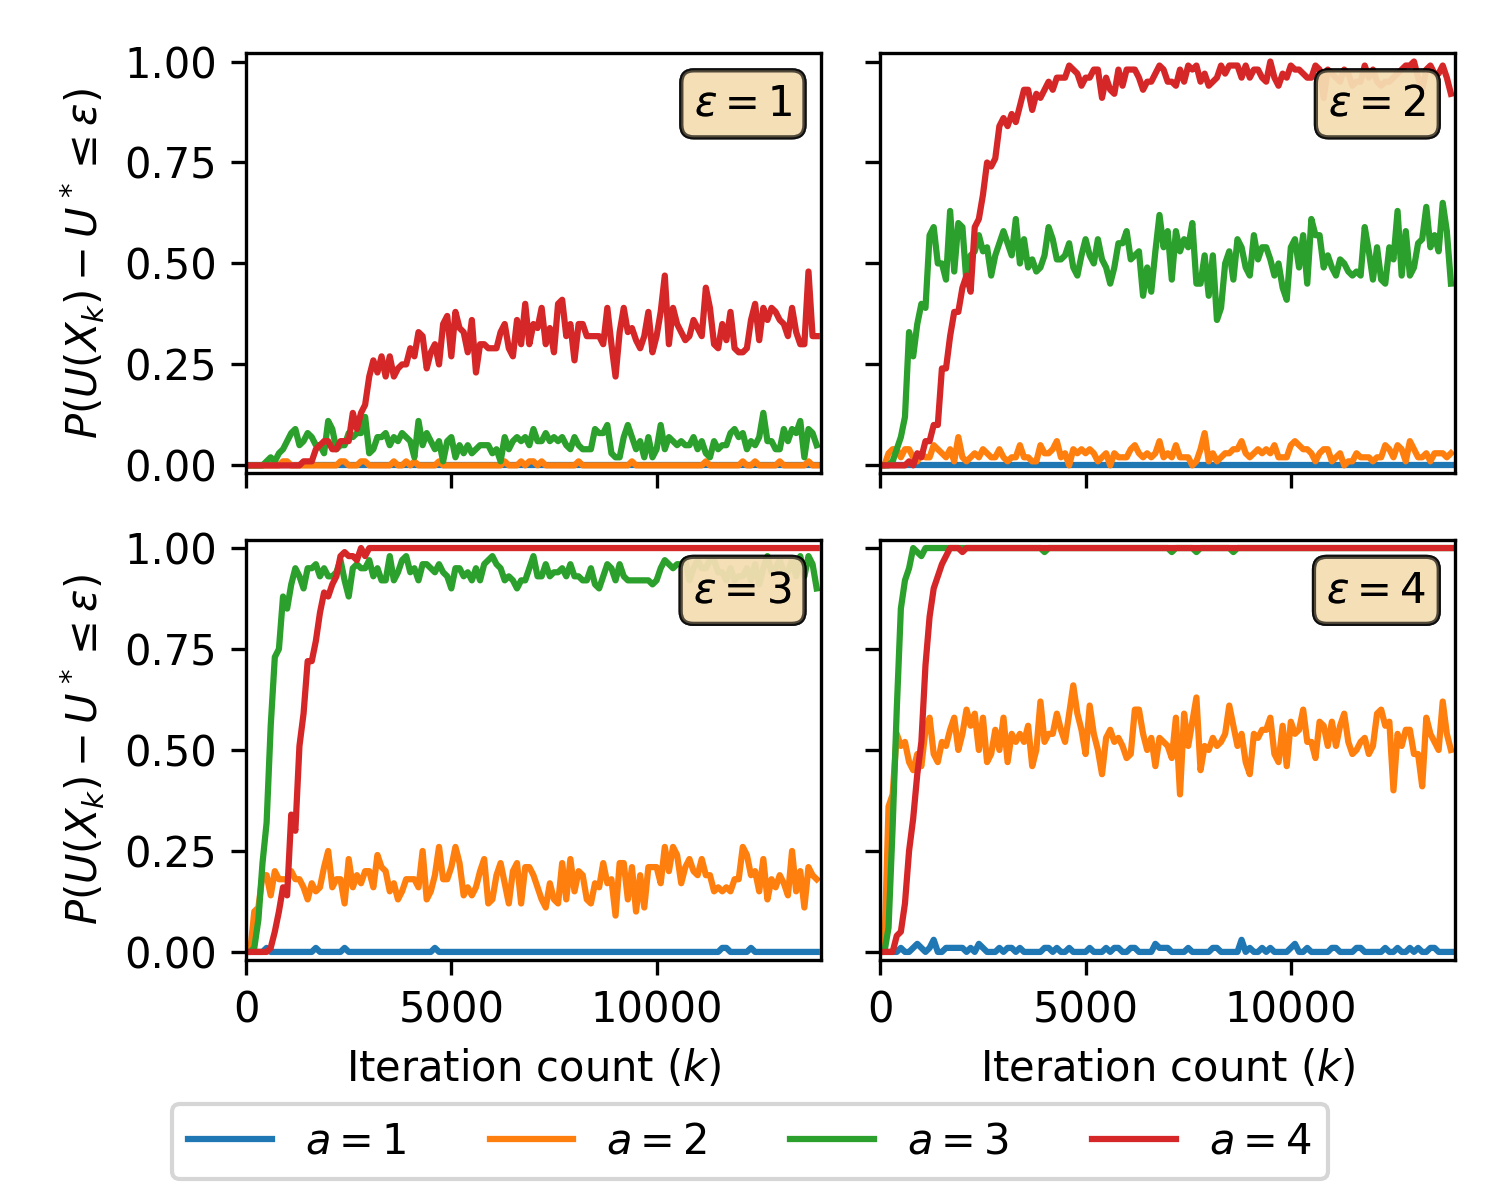 P(U(X_k) − U* ≤ ε)
1.00
0.75
0.50
0.25
0.00
ε = 1
ε = 2
P(U(X_k) − U* ≤ ε)
1.00
0.75
0.50
0.25
0.00
ε = 3
ε = 4
0 5000 10000
0 5000 10000
Iteration count (k)
Iteration count (k)
a = 1 a = 2 a = 3 a = 4